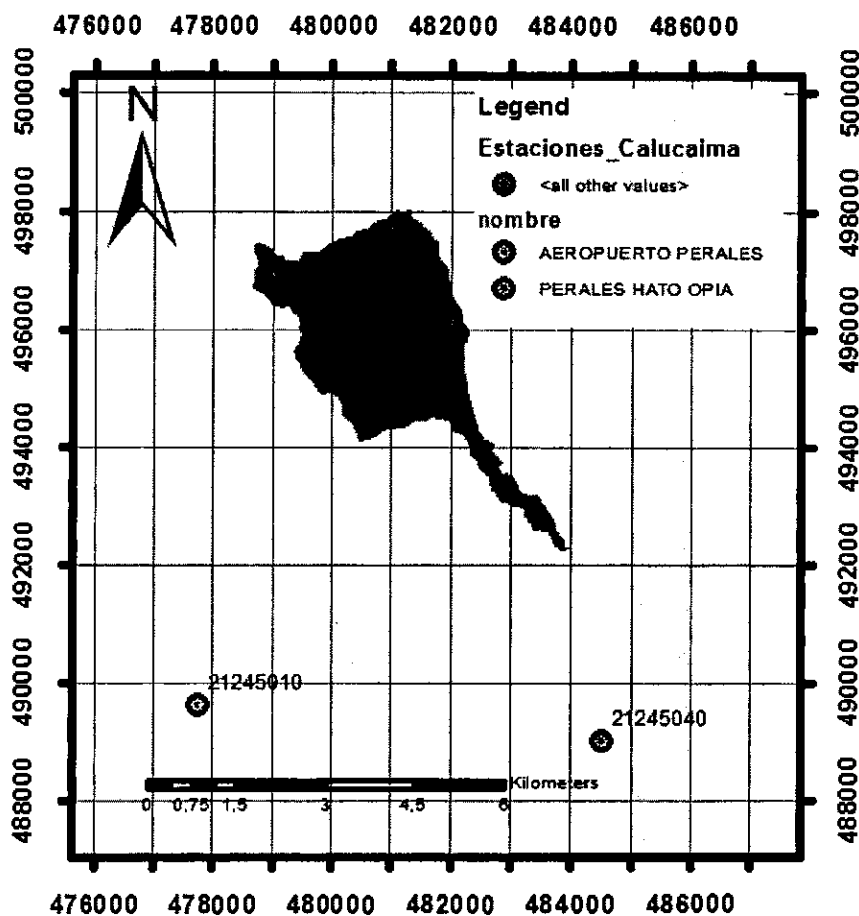 476000 478000 480000 482000 484000 486000
N
Legend
Estaciones_Calucaima
<all other values>
nombre
AEROPUERTO PERALES
PERALES HATO OPIA
500000
498000
496000
494000
492000
490000
488000
500000
498000
496000
494000
492000
490000
488000
21245010
21245040
Kilometers
0 0,75 1,5 3 4,5 6
476000 478000 480000 482000 484000 486000